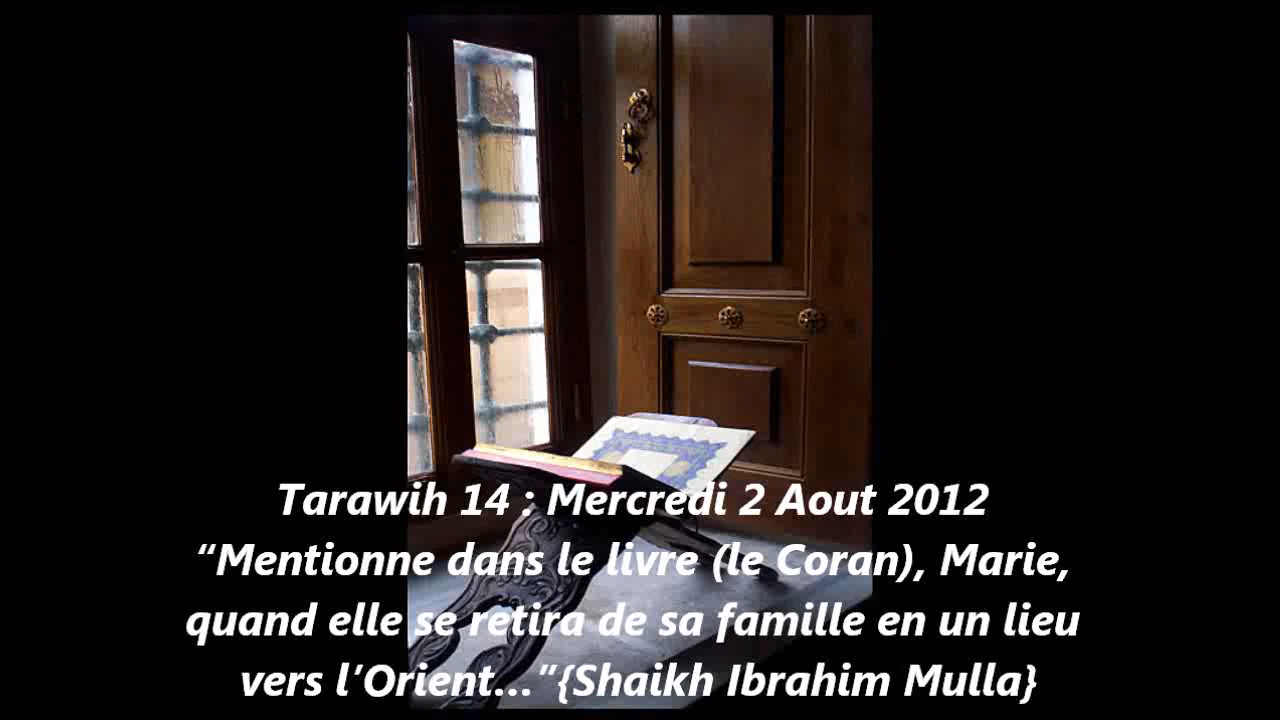 Tarawih 14 : Mercredi 2 Aout 2012
“Mentionne dans le livre (le Coran), Marie,
quand elle se retira de sa famille en un lieu
vers l’Orient...”{Shaikh Ibrahim Mulla}